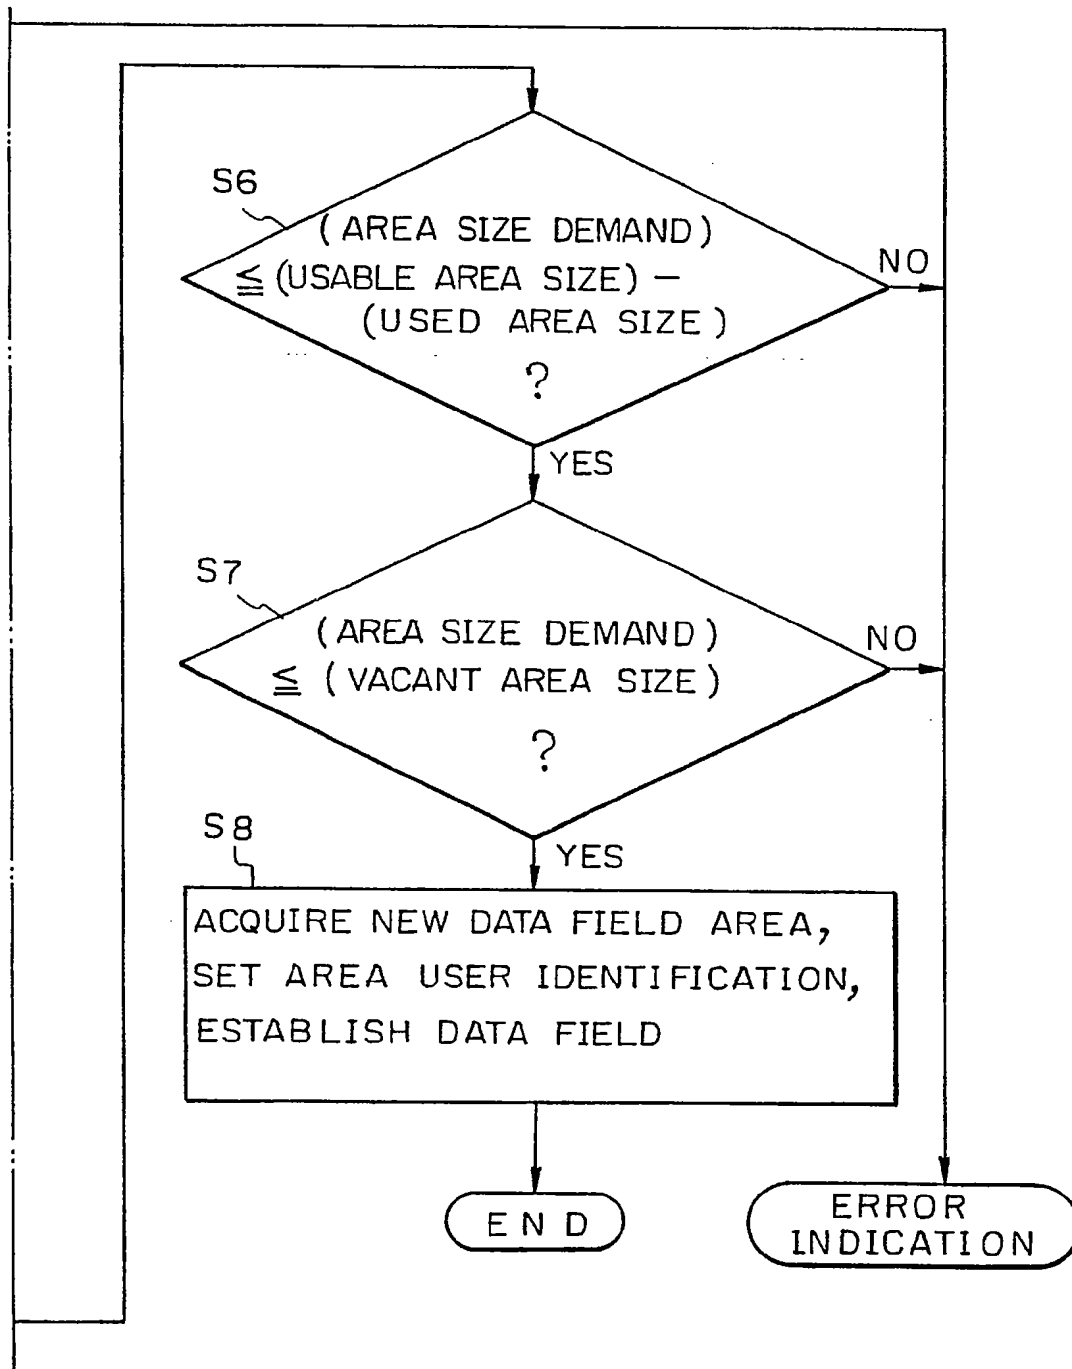 S6
(AREA SIZE DEMAND)
≦(USABLE AREA SIZE)−
(USED AREA SIZE)
?
NO
YES
S7
(AREA SIZE DEMAND)
≦(VACANT AREA SIZE)
?
NO
YES
S8
ACQUIRE NEW DATA FIELD AREA,
SET AREA USER IDENTIFICATION,
ESTABLISH DATA FIELD
END
ERROR
INDICATION